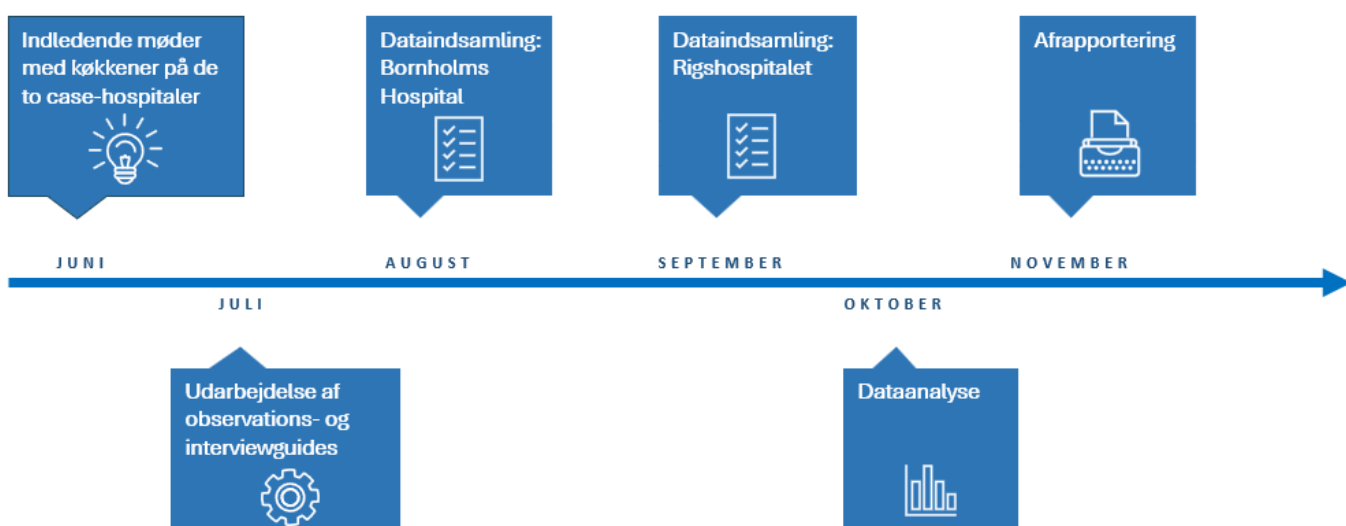 Indledende møder
med køkkener på de
to case-hospitaler
Dataindsamling:
Bornholms
Hospital
Dataindsamling:
Rigshospitalet
Afrapportering
JUNI
AUGUST
SEPTEMBER
NOVEMBER
JULI
OKTOBER
Udarbejdelse af
observations- og
interviewguides
Dataanalyse